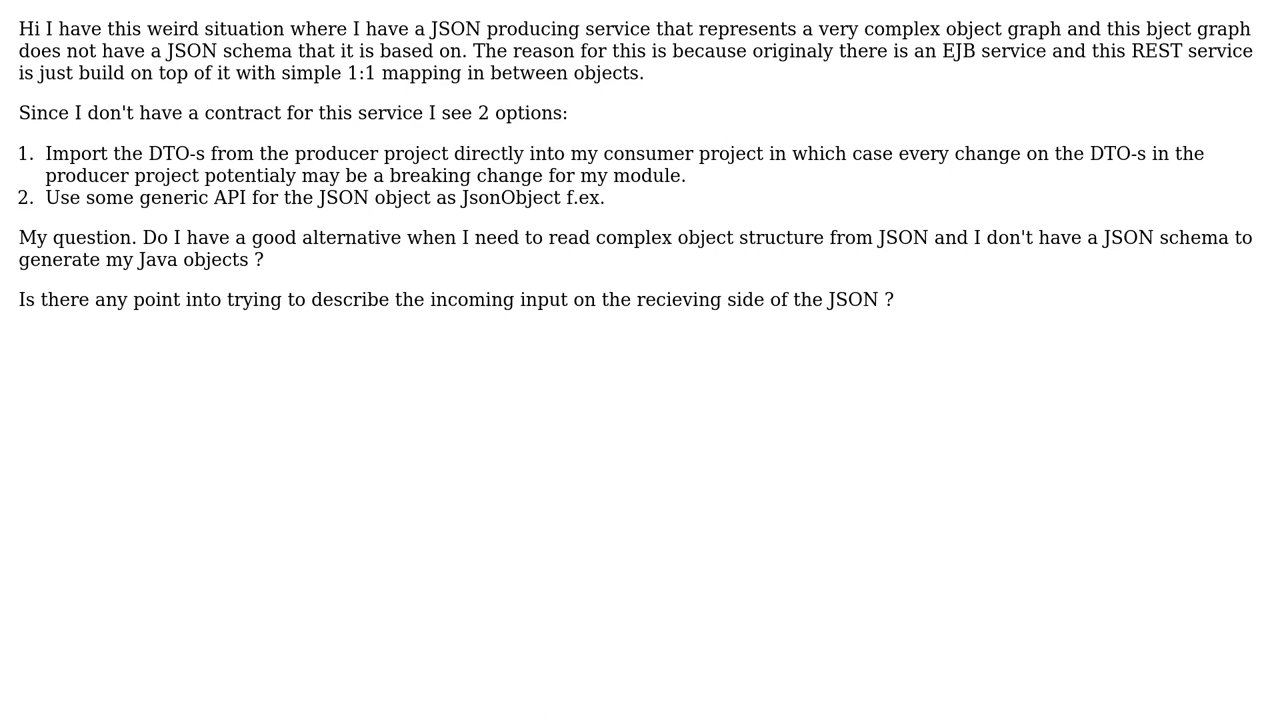 Hi I have this weird situation where I have a JSON producing service that represents a very complex object graph and this bject graph
does not have a JSON schema that it is based on. The reason for this is because originaly there is an EJB service and this REST service
is just build on top of it with simple 1:1 mapping in between objects.
Since I don't have a contract for this service I see 2 options:
1. Import the DTO-s from the producer project directly into my consumer project in which case every change on the DTO-s in the
producer project potentialy may be a breaking change for my module.
2. Use some generic API for the JSON object as JsonObject f.ex.
My question. Do I have a good alternative when I need to read complex object structure from JSON and I don't have a JSON schema to
generate my Java objects ?
Is there any point into trying to describe the incoming input on the recieving side of the JSON ?